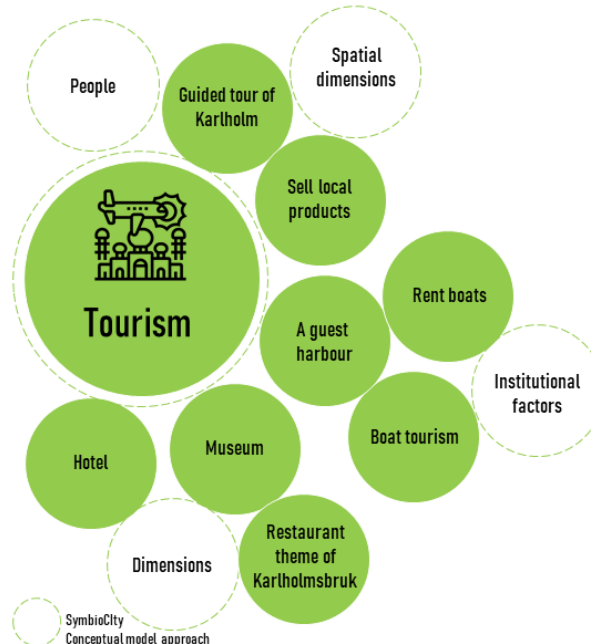 People
Guided tour of
Karlholm
Spatial
dimensions
Sell local
products
Tourism
Rent boats
A guest
harbour
Institutional
factors
Hotel
Museum
Boat tourism
Dimensions
Restaurant
theme of
Karlholmsbruk
SymbioCIty
Conceptual model approach